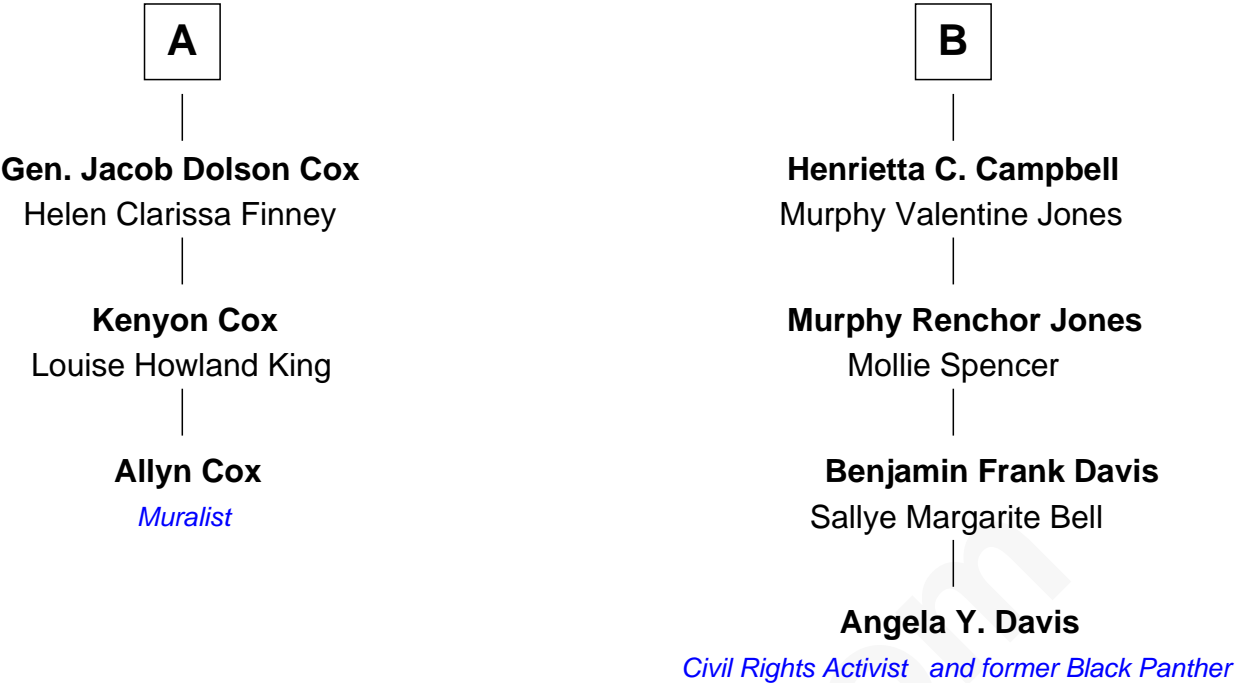 A
Gen. Jacob Dolson Cox
Helen Clarissa Finney
Kenyon Cox
Louise Howland King
Allyn Cox
Muralist
B
Henrietta C. Campbell
Murphy Valentine Jones
Murphy Renchor Jones
Mollie Spencer
Benjamin Frank Davis
Sallye Margarite Bell
Angela Y. Davis
Civil Rights Activist and former Black Panther